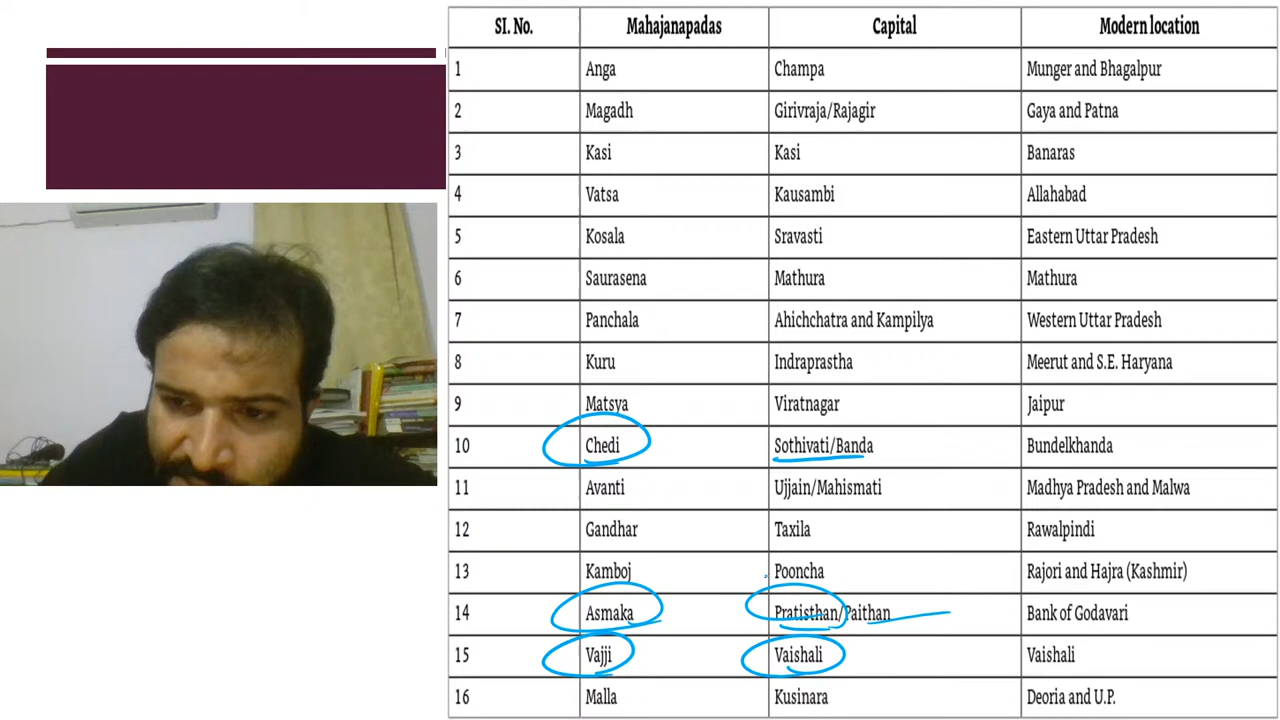 SI. No. Mahajanapadas Capital Modern location
1 Anga Champa Munger and Bhagalpur
2 Magadh Girivraja/Rajagir Gaya and Patna
3 Kasi Kasi Banaras
4 Vatsa Kausambi Allahabad
5 Kosala Sravasti Eastern Uttar Pradesh
6 Saurasena Mathura Mathura
7 Panchala Ahichchatra and Kampilya Western Uttar Pradesh
8 Kuru Indraprastha Meerut and S.E. Haryana
9 Matsya Viratnagar Jaipur
10 Chedi Sothivati/Banda Bundelkhanda
11 Avanti Ujjain/Mahismati Madhya Pradesh and Malwa
12 Gandhar Taxila Rawalpindi
13 Kamboj Pooncha Rajori and Hajra (Kashmir)
14 Asmaka Pratisthan/Paithan Bank of Godavari
15 Vajji Vaishali Vaishali
16 Malla Kusinara Deoria and U.P.